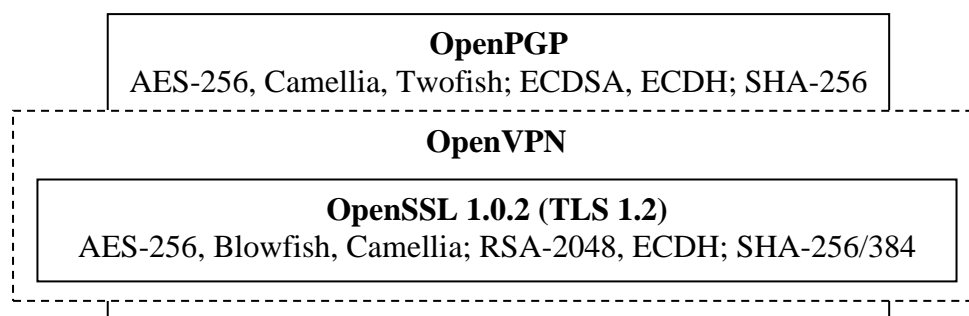 OpenPGP
AES-256, Camellia, Twofish; ECDSA, ECDH; SHA-256
OpenVPN
OpenSSL 1.0.2 (TLS 1.2)
AES-256, Blowfish, Camellia; RSA-2048, ECDH; SHA-256/384